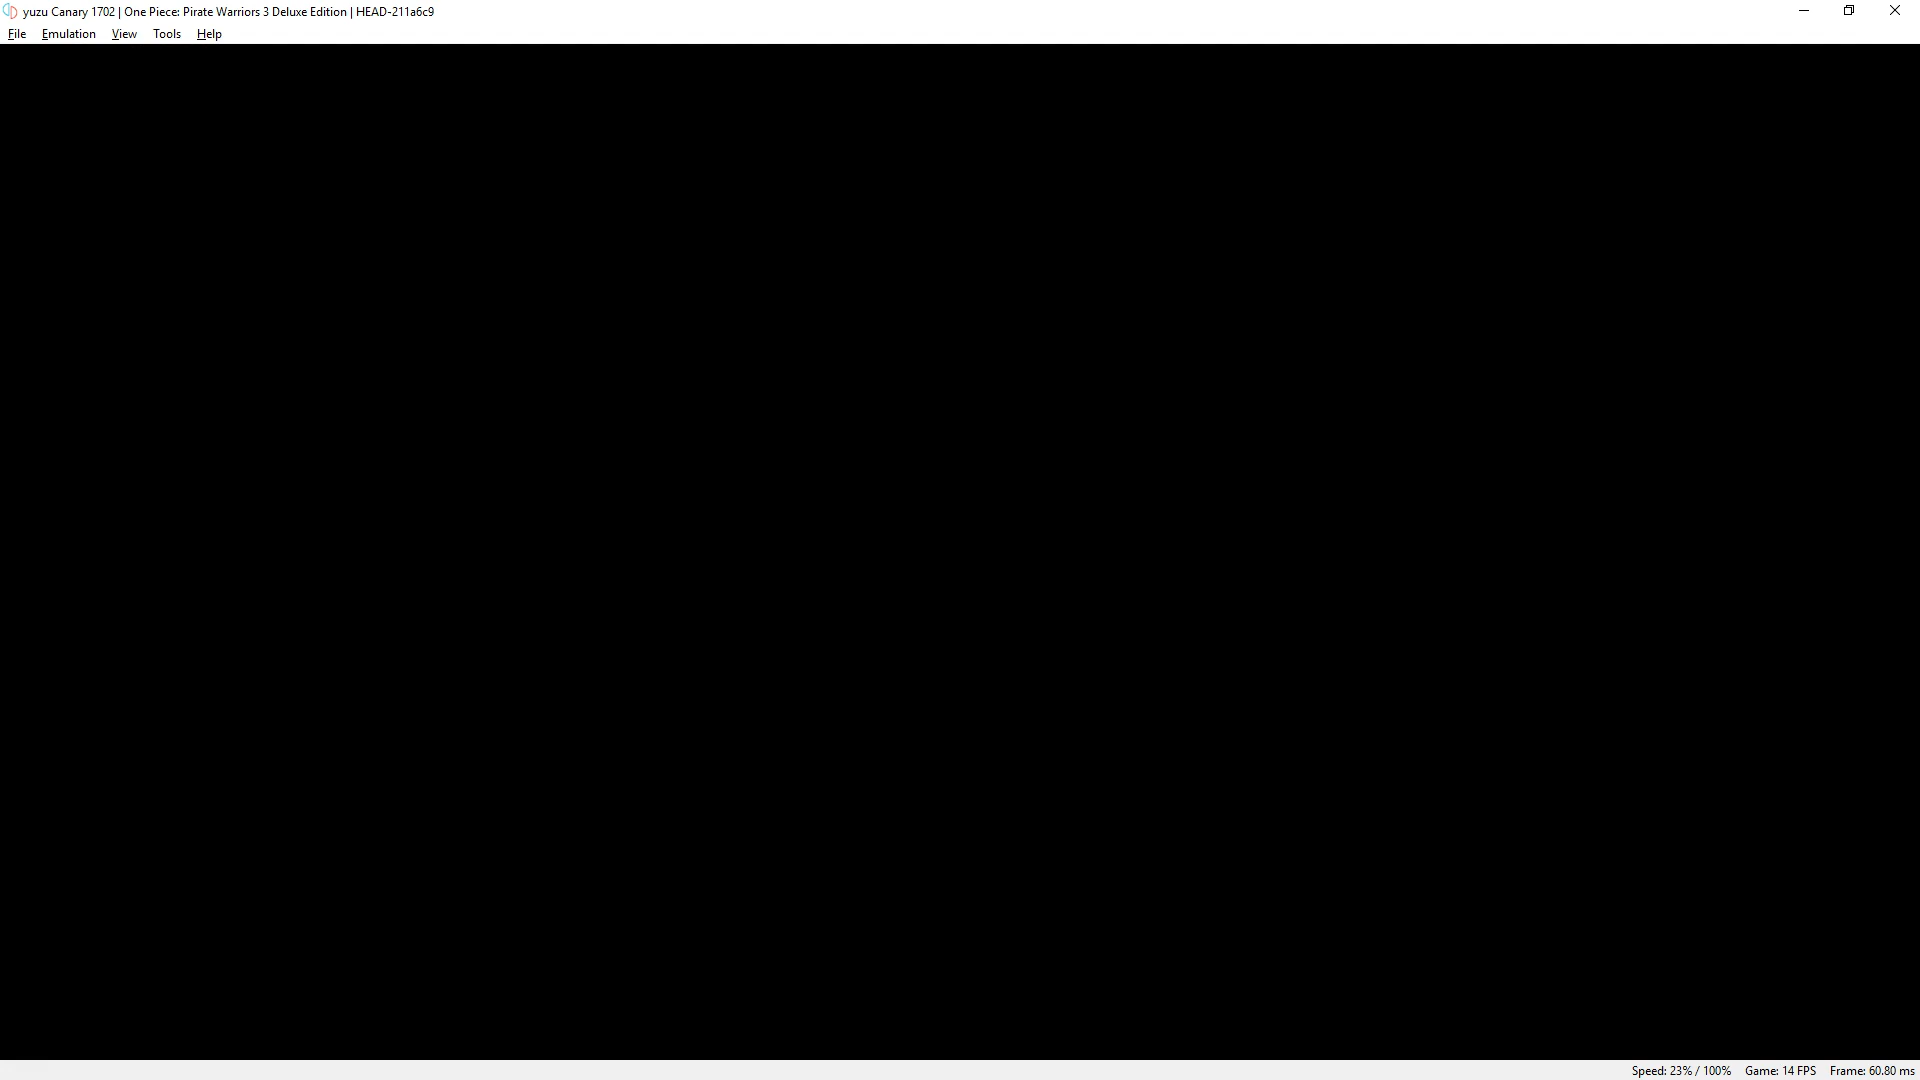 yuzu Canary 1702 | One Piece: Pirate Warriors 3 Deluxe Edition | HEAD-211a6c9
File Emulation View Tools Help
Speed: 23% / 100% Game: 14 FPS Frame: 60.80 ms